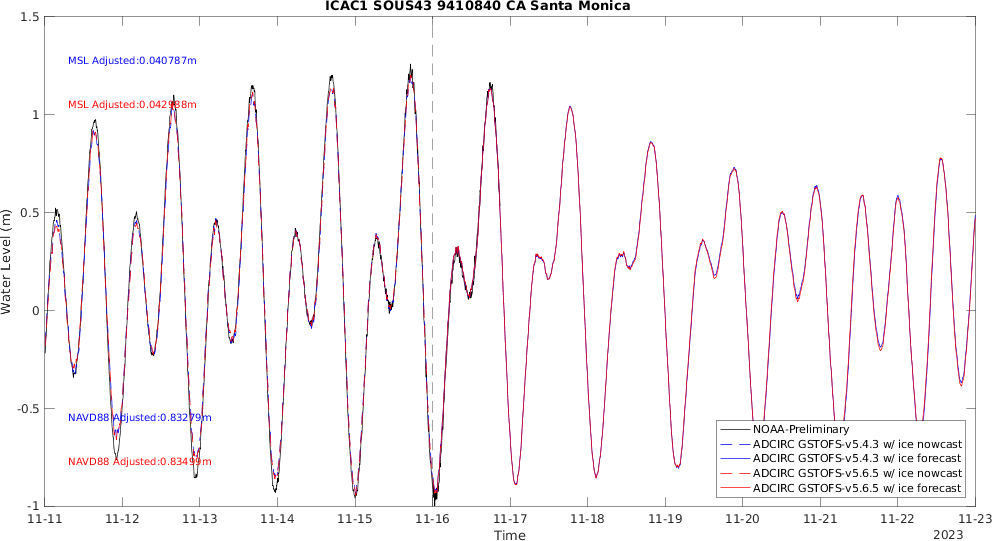 ICAC1 SOUS43 9410840 CA Santa Monica
1.5
1
0.5
0
-0.5
-1
Water Level (m)
MSL Adjusted:0.040787m
MSL Adjusted:0.042938m
NAVD88 Adjusted:0.83279m
NAVD88 Adjusted:0.83499m
NOAA-Preliminary
ADCIRC GSTOFS-v5.4.3 w/ ice nowcast
ADCIRC GSTOFS-v5.4.3 w/ ice forecast
ADCIRC GSTOFS-v5.6.5 w/ ice nowcast
ADCIRC GSTOFS-v5.6.5 w/ ice forecast
11-11 11-12 11-13 11-14 11-15 11-16 11-17 11-18 11-19 11-20 11-21 11-22 11-23
Time
2023